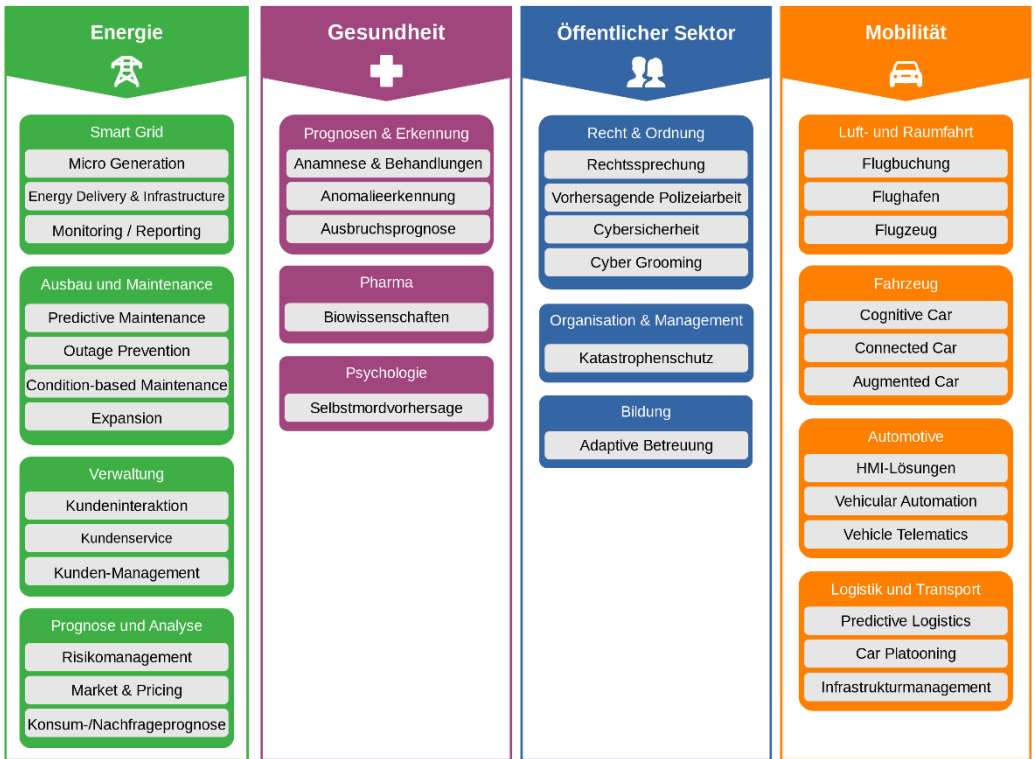 Energie
Smart Grid
Micro Generation
Energy Delivery & Infrastructure
Monitoring / Reporting
Ausbau und Maintenance
Predictive Maintenance
Outage Prevention
Condition-based Maintenance
Expansion
Verwaltung
Kundeninteraktion
Kundenservice
Kunden-Management
Prognose und Analyse
Risikomanagement
Market & Pricing
Konsum-/Nachfrageprognose
Gesundheit
Prognosen & Erkennung
Anamnese & Behandlungen
Anomalieerkennung
Ausbruchsprognose
Pharma
Biowissenschaften
Psychologie
Selbstmordvorhersage
Öffentlicher Sektor
Recht & Ordnung
Rechtssprechung
Vorhersagende Polizeiarbeit
Cybersicherheit
Cyber Grooming
Organisation & Management
Katastrophenschutz
Bildung
Adaptive Betreuung
Mobilität
Luft- und Raumfahrt
Flugbuchung
Flughafen
Flugzeug
Fahrzeug
Cognitive Car
Connected Car
Augmented Car
Automotive
HMI-Lösungen
Vehicular Automation
Vehicle Telematics
Logistik und Transport
Predictive Logistics
Car Platooning
Infrastrukturmanagement